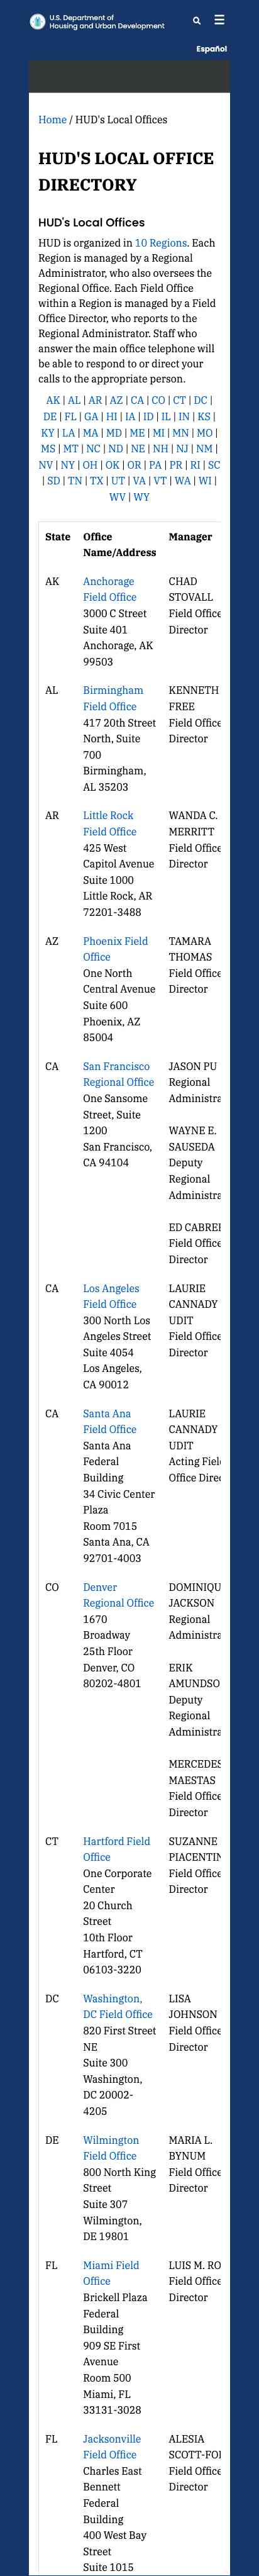 U.S. Department of
Housing and Urban Development
Español
Home / HUD's Local Offices
HUD'S LOCAL OFFICE
DIRECTORY
HUD's Local Offices
HUD is organized in 10 Regions. Each
Region is managed by a Regional
Administrator, who also oversees the
Regional Office. Each Field Office
within a Region is managed by a Field
Office Director, who reports to the
Regional Administrator. Staff who
answer the main office telephone will
be able to respond to or direct your
calls to the appropriate person.
AK | AL | AR | AZ | CA | CO | CT | DC |
DE | FL | GA | HI | IA | ID | IL | IN | KS |
KY | LA | MA | MD | ME | MI | MN | MO |
MS | MT | NC | ND | NE | NH | NJ | NM |
NV | NY | OH | OK | OR | PA | PR | RI | SC
| SD | TN | TX | UT | VA | VT | WA | WI |
WV | WY
State Office Manager
Name/Address
AK Anchorage CHAD
Field Office STOVALL
3000 C Street Field Office
Suite 401 Director
Anchorage, AK
99503
AL Birmingham KENNETH
Field Office FREE
417 20th Street Field Office
North, Suite Director
700
Birmingham,
AL 35203
AR Little Rock WANDA C.
Field Office MERRITT
425 West Field Office
Capitol Avenue Director
Suite 1000
Little Rock, AR
72201-3488
AZ Phoenix Field TAMARA
Office THOMAS
One North Field Office
Central Avenue Director
Suite 600
Phoenix, AZ
85004
CA San Francisco JASON PU
Regional Office Regional
One Sansome Administra
Street, Suite
1200 WAYNE E.
San Francisco, SAUSEDA
CA 94104 Deputy
Regional
Administra
ED CABRE
Field Office
Director
CA Los Angeles LAURIE
Field Office CANNADY
300 North Los UDIT
Angeles Street Field Office
Suite 4054 Director
Los Angeles,
CA 90012
CA Santa Ana LAURIE
Field Office CANNADY
Santa Ana UDIT
Federal Acting Fiel
Building Office Dire
34 Civic Center
Plaza
Room 7015
Santa Ana, CA
92701-4003
CO Denver DOMINIQU
Regional Office JACKSON
1670 Regional
Broadway Administra
25th Floor
Denver, CO ERIK
80202-4801 AMUNDSO
Deputy
Regional
Administra
MERCEDES
MAESTAS
Field Office
Director
CT Hartford Field SUZANNE
Office PIACENTIN
One Corporate Field Office
Center Director
20 Church
Street
10th Floor
Hartford, CT
06103-3220
DC Washington, LISA
DC Field Office JOHNSON
820 First Street Field Office
NE Director
Suite 300
Washington,
DC 20002-
4205
DE Wilmington MARIA L.
Field Office BYNUM
800 North King Field Office
Street Director
Suite 307
Wilmington,
DE 19801
FL Miami Field LUIS M. RO
Office Field Office
Brickell Plaza Director
Federal
Building
909 SE First
Avenue
Room 500
Miami, FL
33131-3028
FL Jacksonville ALESIA
Field Office SCOTT-FO
Charles East Field Office
Bennett Director
Federal
Building
400 West Bay
Street
Suite 1015